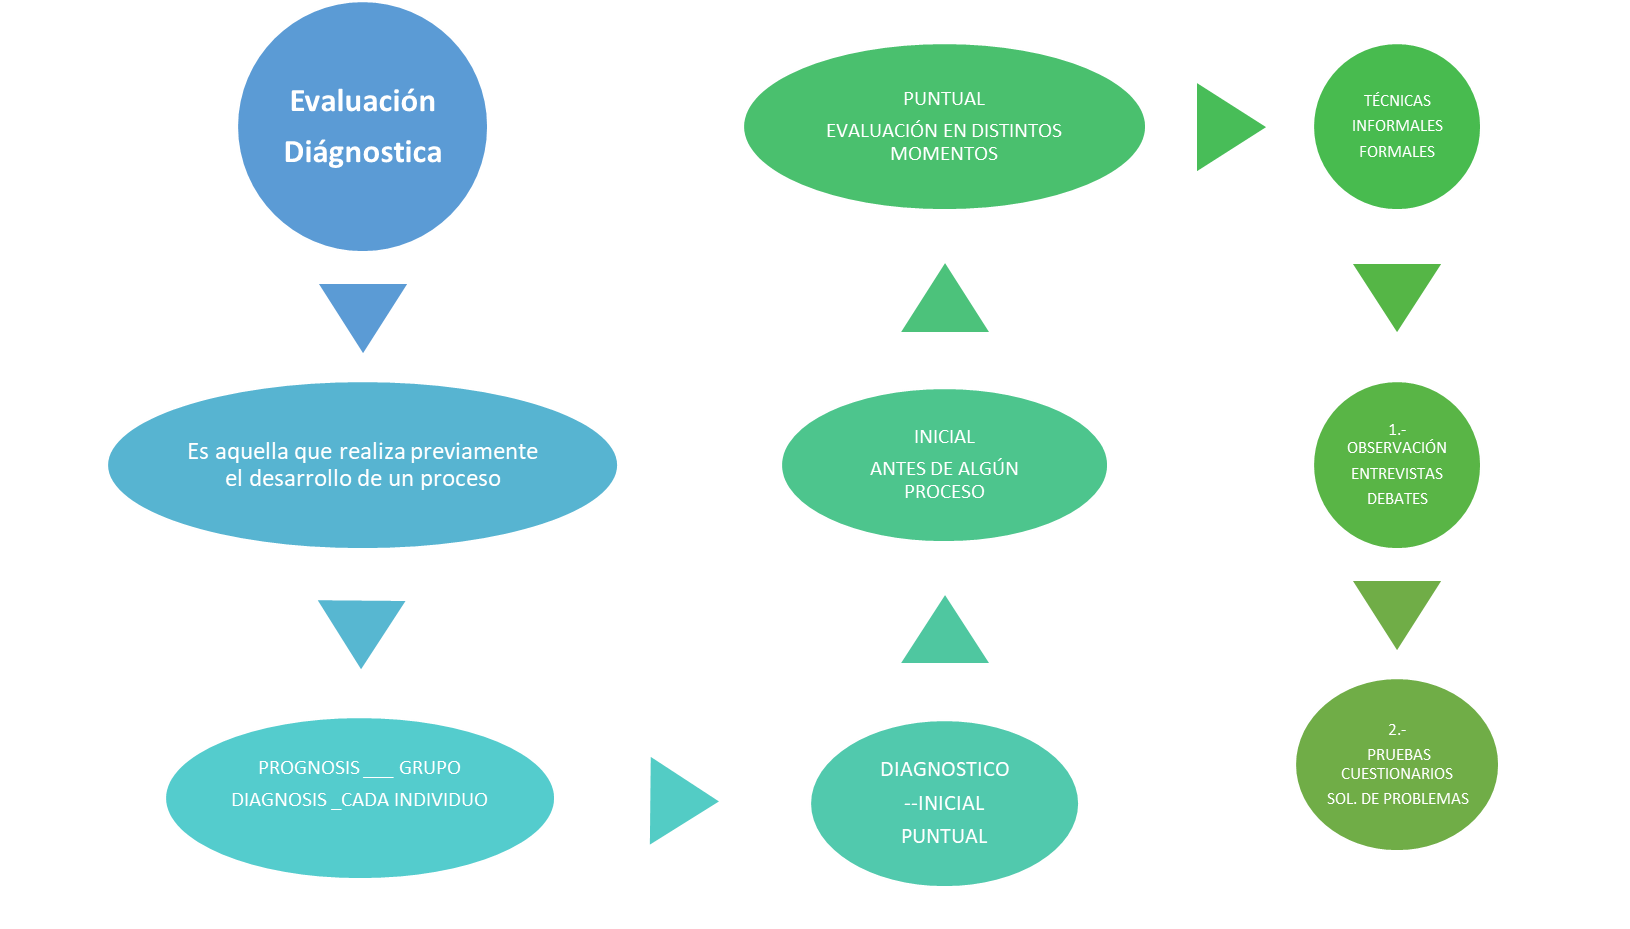 Evaluación
Diágnostica
Es aquella que realiza previamente
el desarrollo de un proceso
PROGNOSIS ___ GRUPO
DIAGNOSIS _CADA INDIVIDUO
DIAGNOSTICO
--INICIAL
PUNTUAL
INICIAL
ANTES DE ALGÚN
PROCESO
PUNTUAL
EVALUACIÓN EN DISTINTOS
MOMENTOS
TÉCNICAS
INFORMALES
FORMALES
1.-
OBSERVACIÓN
ENTREVISTAS
DEBATES
2.-
PRUEBAS
CUESTIONARIOS
SOL. DE PROBLEMAS